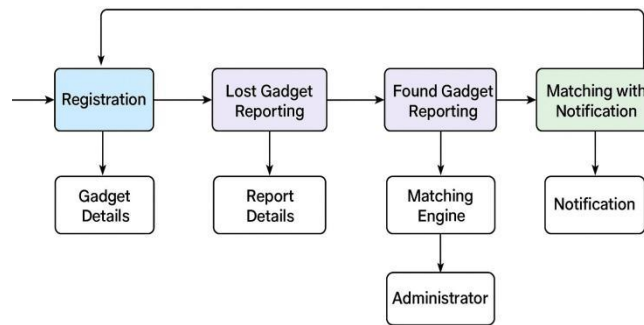 Registration
Lost Gadget
Reporting
Found Gadget
Reporting
Matching with
Notification
Gadget
Details
Report
Details
Matching
Engine
Notification
Administrator